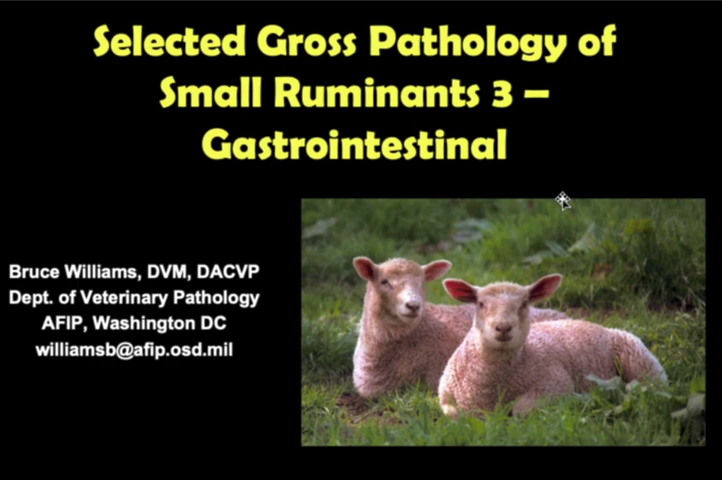 Selected Gross Pathology of
Small Ruminants 3 –
Gastrointestinal
Bruce Williams, DVM, DACVP
Dept. of Veterinary Pathology
AFIP, Washington DC
williamsb@afip.osd.mil